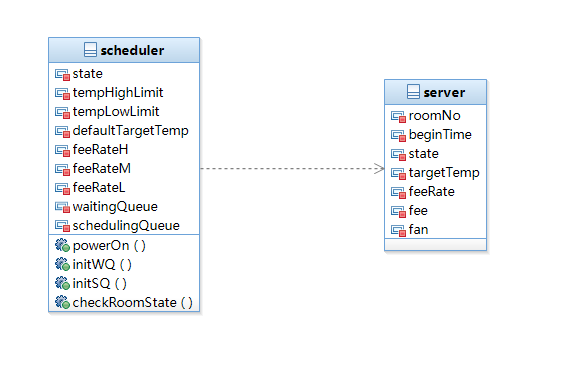 scheduler
state
tempHighLimit
tempLowLimit
defaultTargetTemp
feeRateH
feeRateM
feeRateL
waitingQueue
schedulingQueue
powerOn ( )
initWQ ( )
initSQ ( )
checkRoomState ( )
server
roomNo
beginTime
state
targetTemp
feeRate
fee
fan